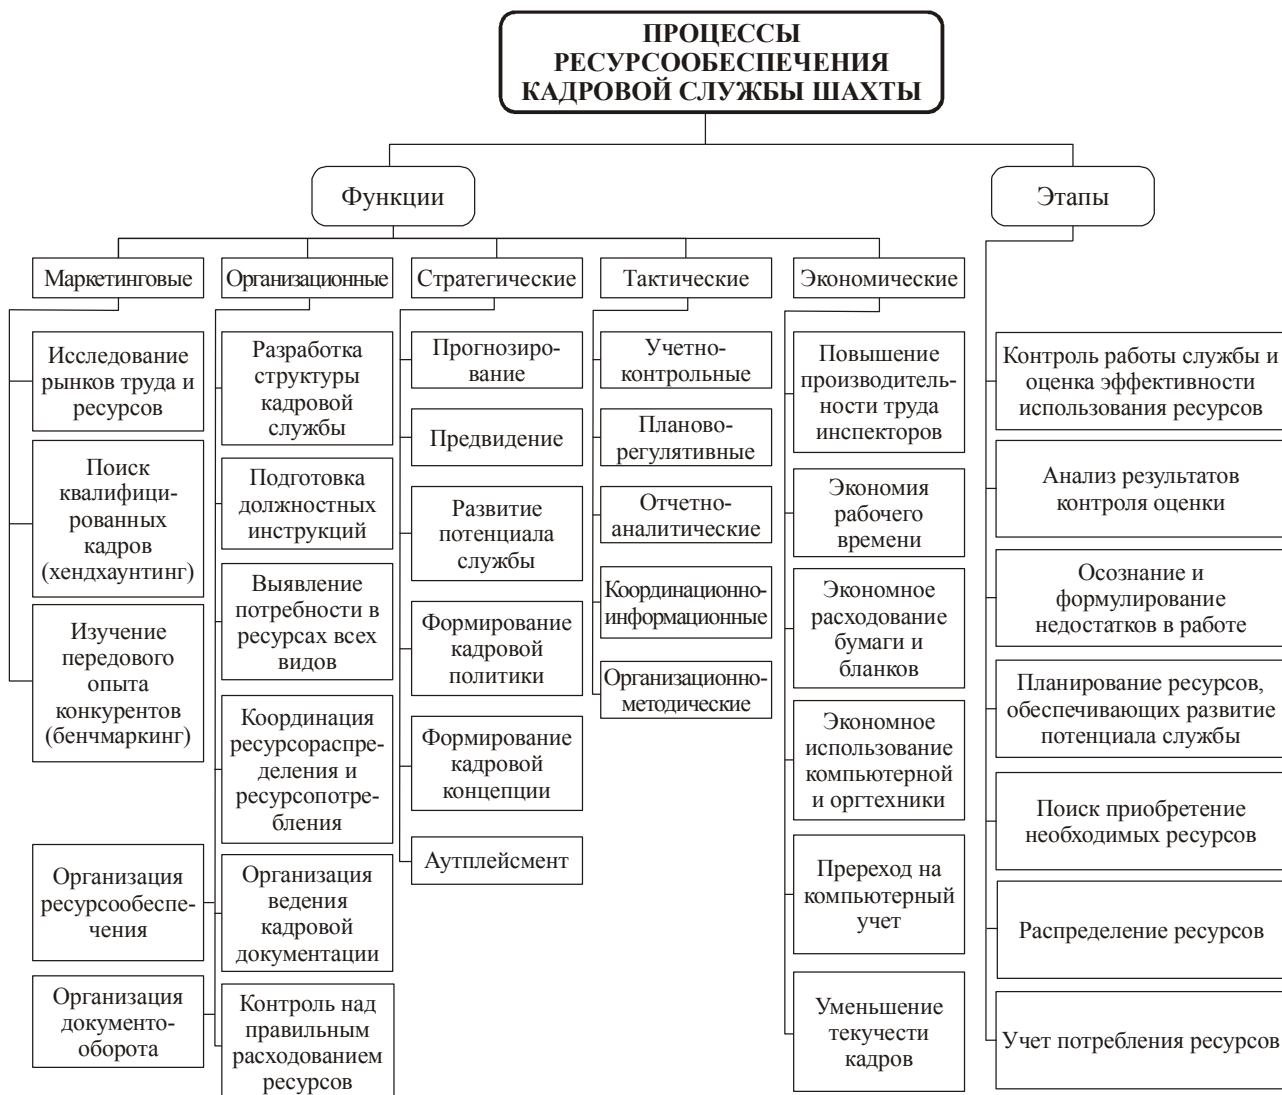 ПРОЦЕССЫ
РЕСУРСООБЕСПЕЧЕНИЯ
КАДРОВОЙ СЛУЖБЫ ШАХТЫ
Функции
Этапы
Маркетинговые
Организационные
Стратегические
Тактические
Экономические
Исследование
рынков труда и
ресурсов
Поиск
квалифици-
рованных
кадров
(хендхаунтинг)
Изучение
передового
опыта
конкурентов
(бенчмаркинг)
Организация
ресурсообеспе-
чения
Организация
документо-
оборота
Разработка
структуры
кадровой
службы
Подготовка
должностных
инструкций
Выявление
потребности в
ресурсах всех
видов
Координация
ресурсораспре-
деления и
ресурсопотре-
бления
Организация
ведения
кадровой
документации
Контроль над
правильным
расходованием
ресурсов
Прогнозиро-
вание
Предвидение
Развитие
потенциала
службы
Формирование
кадровой
политики
Формирование
кадровой
концепции
Аутплейсмент
Учетно-
контрольные
Планово-
регулятивные
Отчетно-
аналитические
Координационно-
информационные
Организационно-
методические
Повышение
производитель-
ности труда
инспекторов
Экономия
рабочего
времени
Экономное
расходование
бумаги и
бланков
Экономное
использование
компьютерной
и оргтехники
Пререход на
компьютерный
учет
Уменьшение
текучести
кадров
Контроль работы службы и
оценка эффективности
использования ресурсов
Анализ результатов
контроля оценки
Осознание и
формулирование
недостатков в работе
Планирование ресурсов,
обеспечивающих развитие
потенциала службы
Поиск приобретение
необходимых ресурсов
Распределение ресурсов
Учет потребления ресурсов